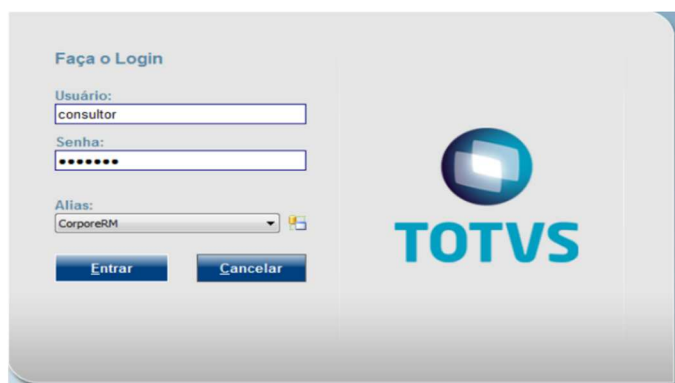 Faça o Login
Usuário:
consultor
Senha:
•••••••
Alias:
CorporeRM
Entrar Cancelar
TOTVS